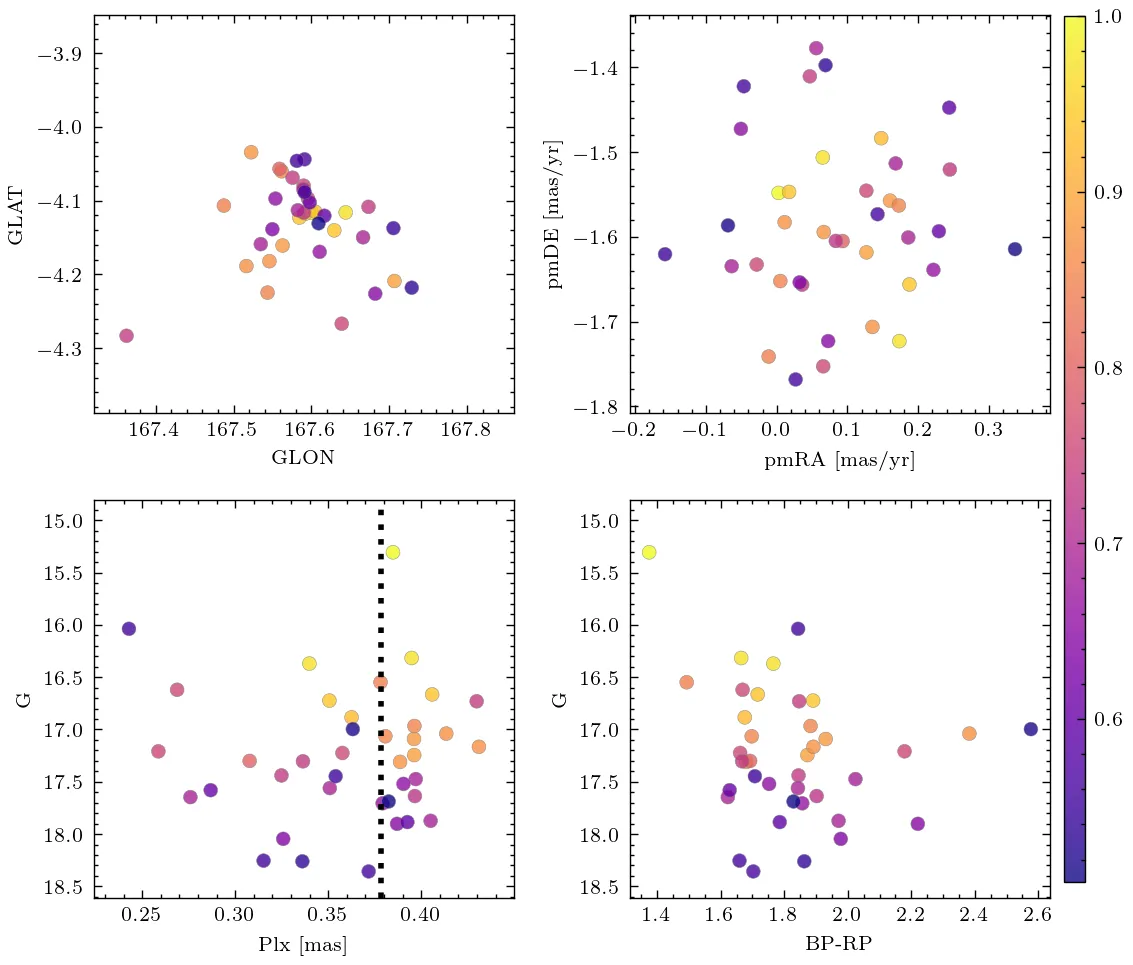 −3.9
−4.0
−4.1
−4.2
−4.3
GLAT
167.4 167.5 167.6 167.7 167.8
GLON
−1.4
−1.5
−1.6
−1.7
−1.8
pmDE [mas/yr]
−0.2 −0.1 0.0 0.1 0.2 0.3
pmRA [mas/yr]
1.0
0.9
0.8
0.7
0.6
15.0
15.5
16.0
16.5
17.0
17.5
18.0
18.5
G
0.25 0.30 0.35 0.40
Plx [mas]
15.0
15.5
16.0
16.5
17.0
17.5
18.0
18.5
G
1.4 1.6 1.8 2.0 2.2 2.4 2.6
BP-RP